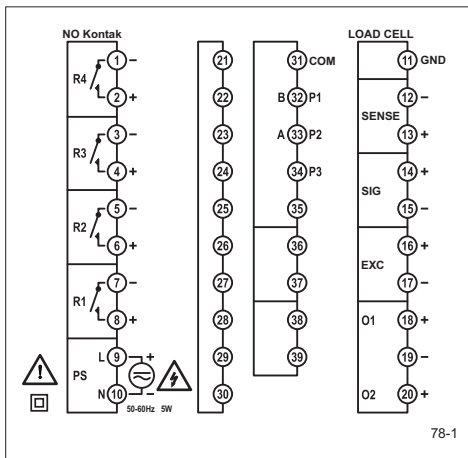 NO Kontak
R4
1 −
2 +
R3
3 −
4 +
R2
5 −
6 +
R1
7 −
8 +
PS
L 9 +
N 10 −
50-60Hz 5W
21
22
23
24
25
26
27
28
29
30
31 COM
B 32 P1
A 33 P2
34 P3
35
36
37
38
39
LOAD CELL
11 GND
SENSE
12 −
13 +
SIG
14 +
15 −
EXC
16 +
17 −
O1 18 +
19 −
O2 20 +
78-1